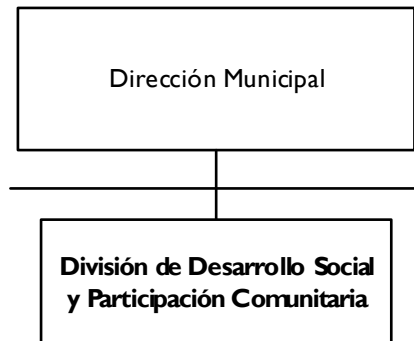 Dirección Municipal
División de Desarrollo Social
y Participación Comunitaria